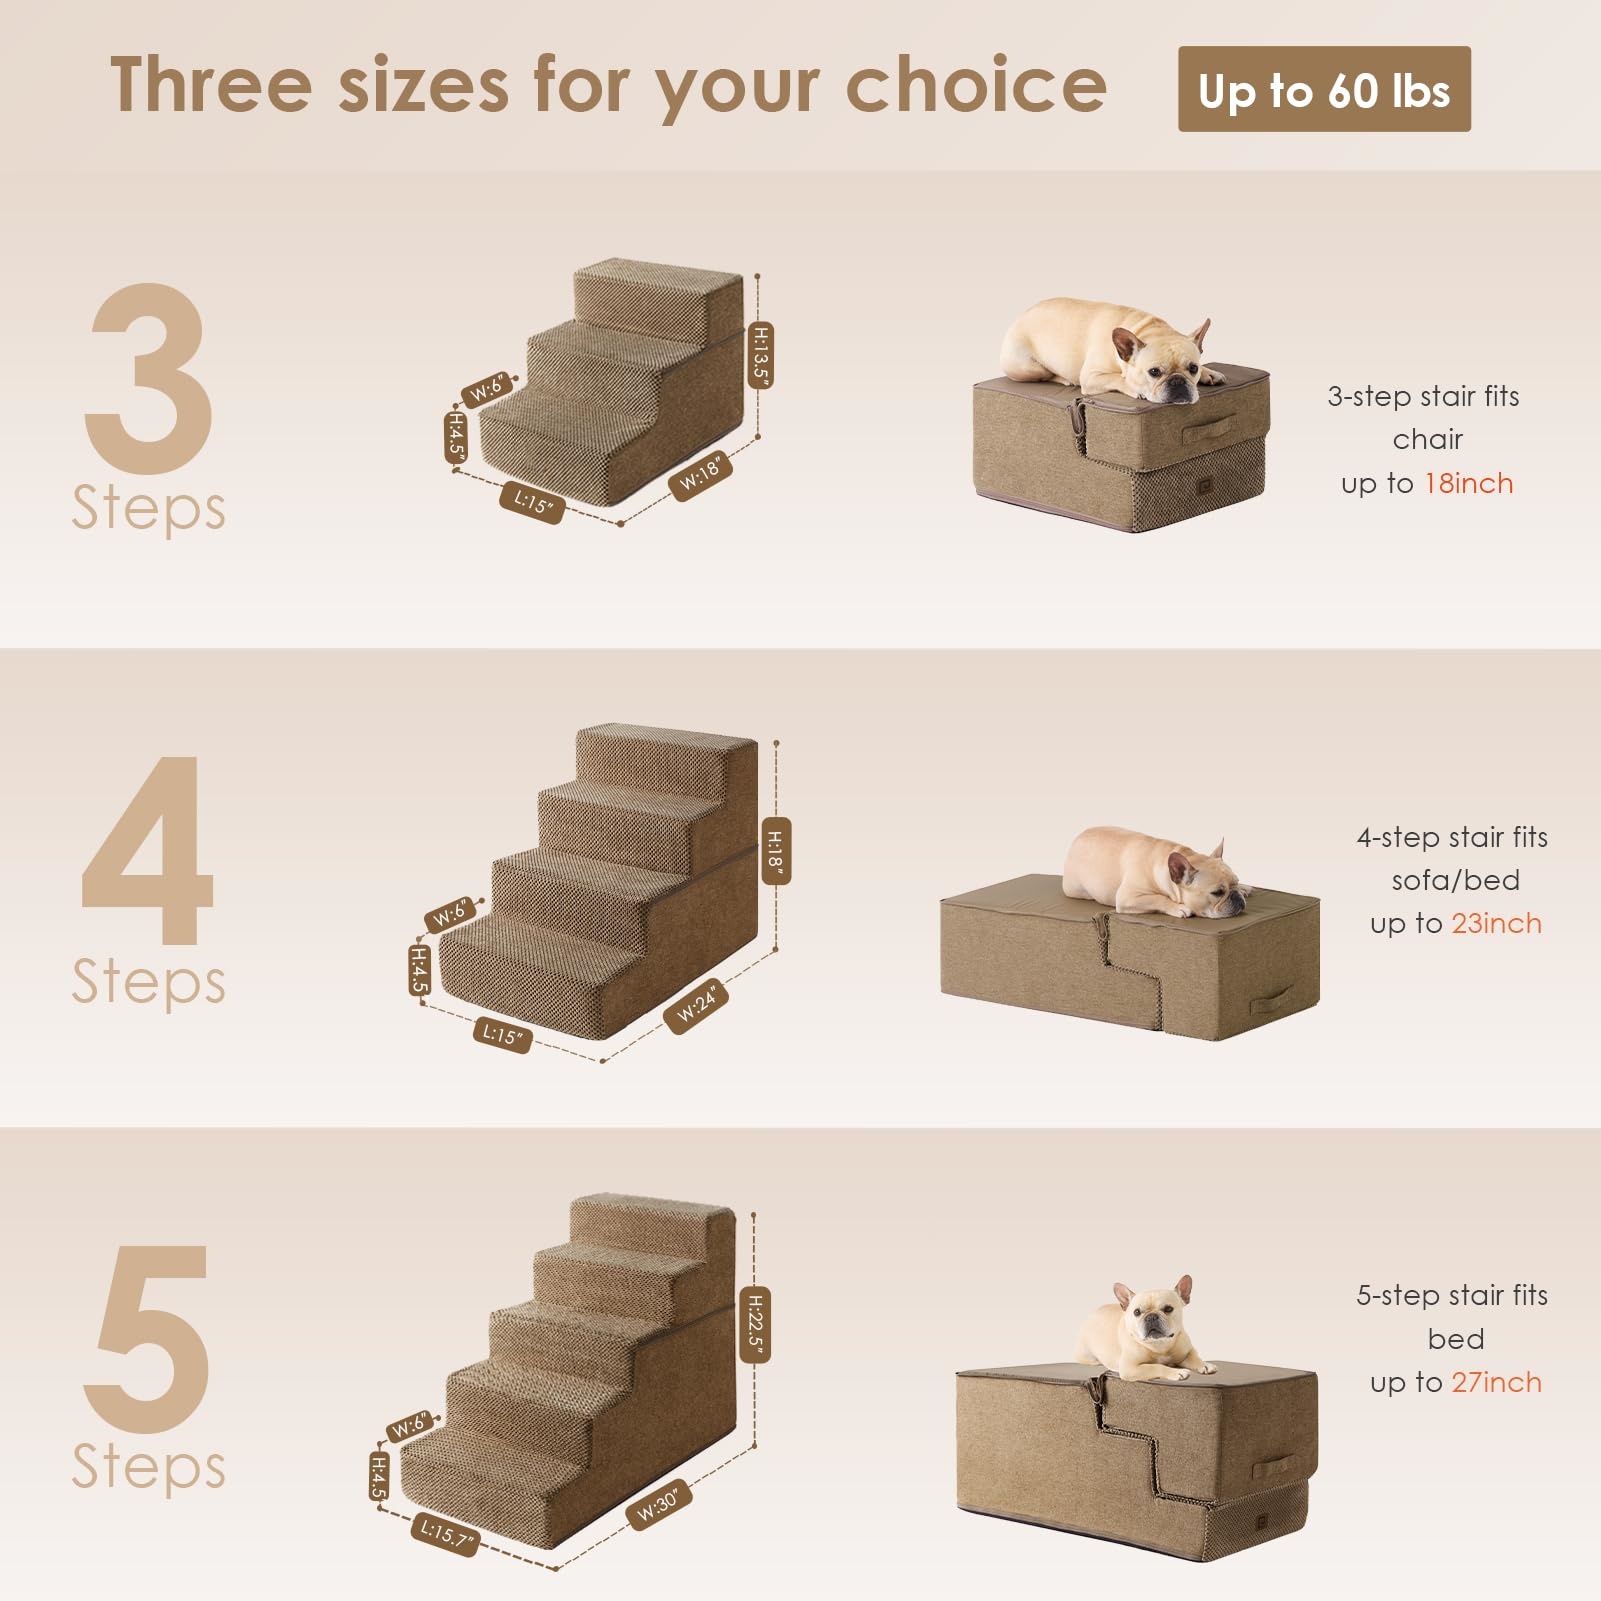 Three sizes for your choice
Up to 60 lbs
3
Steps
W:6"
H:4.5"
L:15"
W:18"
H:13.5"
3-step stair fits
chair
up to 18inch
4
Steps
W:6"
H:4.5
L:15"
W:24"
H:18"
4-step stair fits
sofa/bed
up to 23inch
5
Steps
W:6"
H:4.5
L:15.7"
W:30"
H:22.5"
5-step stair fits
bed
up to 27inch